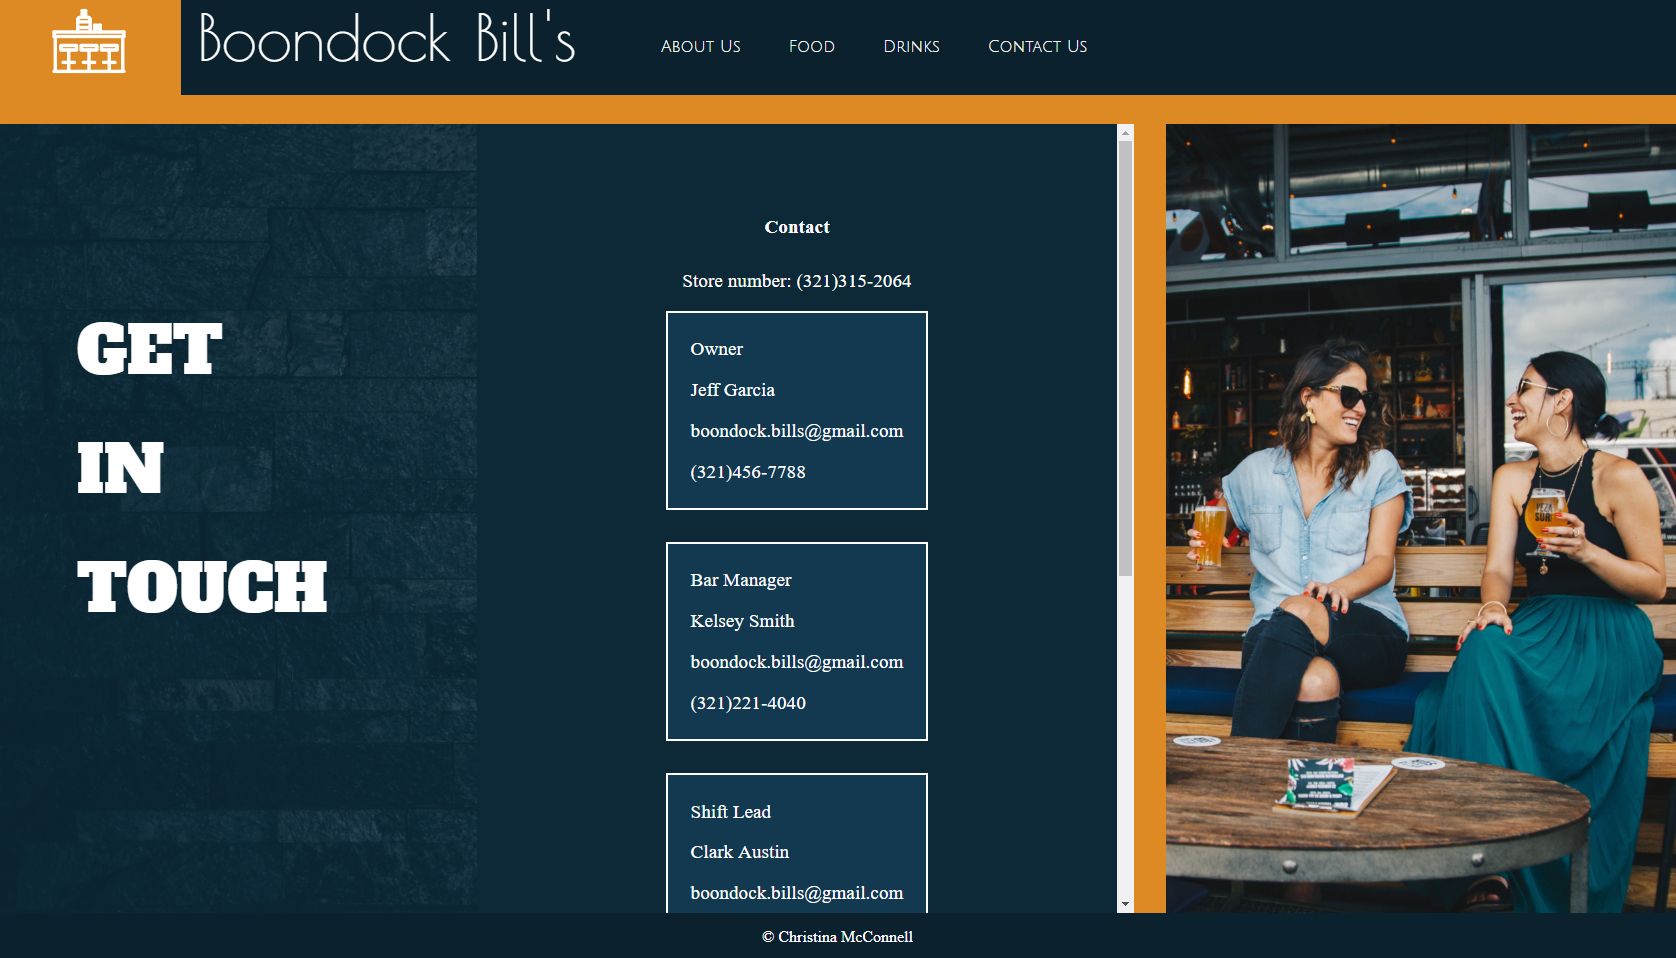 Boondock Bill's
About Us
Food
Drinks
Contact Us
GET
IN
TOUCH
Contact
Store number: (321)315-2064
Owner
Jeff Garcia
boondock.bills@gmail.com
(321)456-7788
Bar Manager
Kelsey Smith
boondock.bills@gmail.com
(321)221-4040
Shift Lead
Clark Austin
boondock.bills@gmail.com
SUR
© Christina McConnell